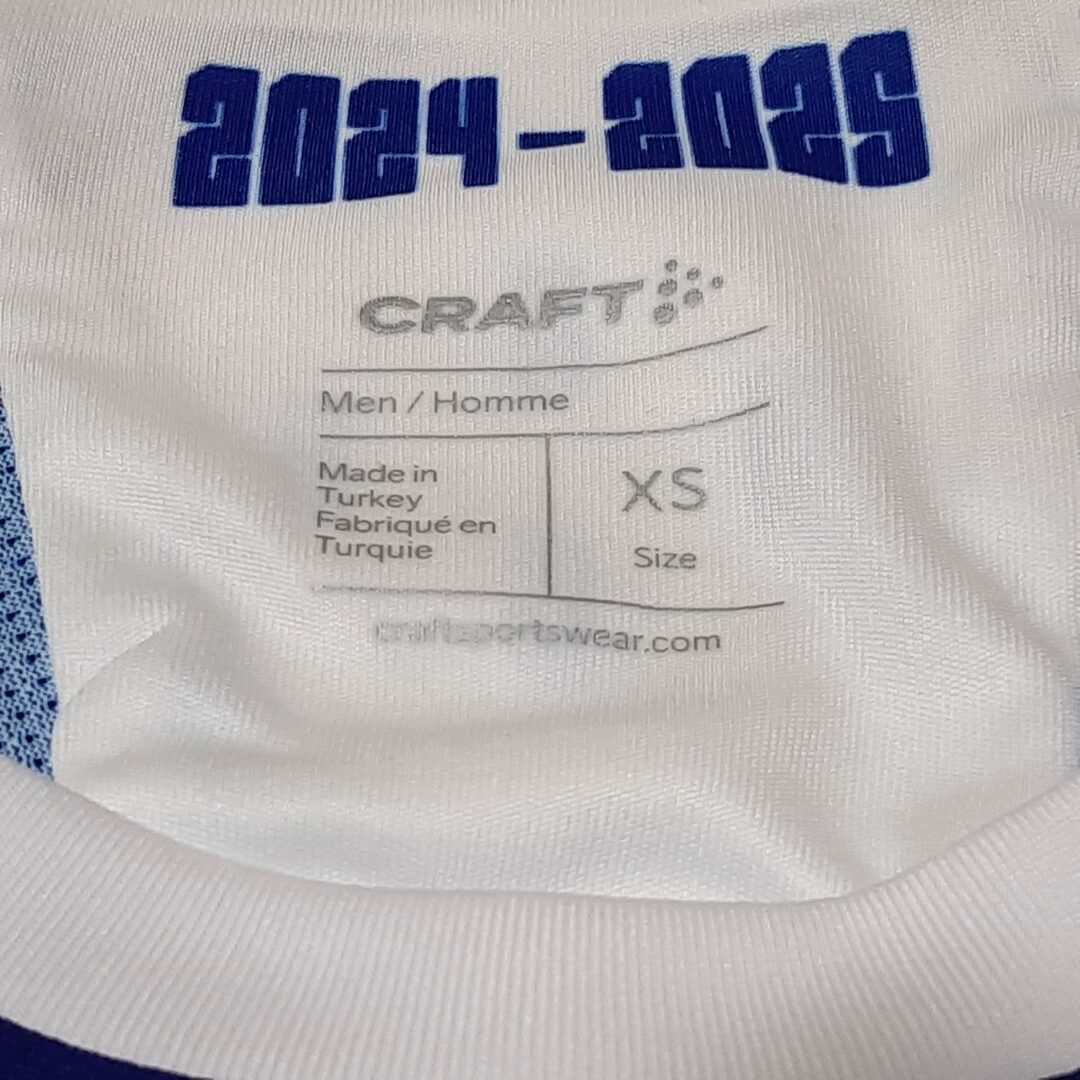 2024-2025
CRAFT
Men / Homme
Made in
Turkey
Fabriqué en
Turquie
XS
Size
craftsportswear.com